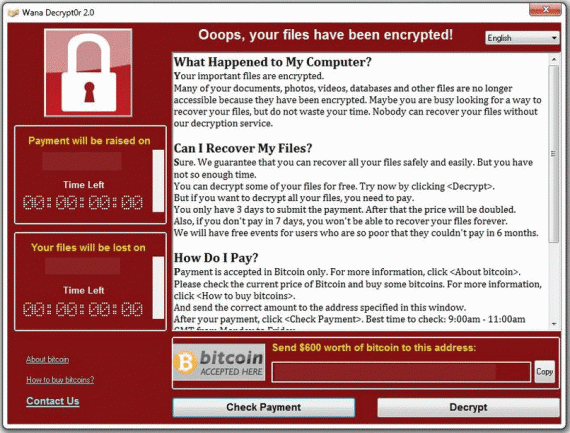 Wana Decrypt0r 2.0
Ooops, your files have been encrypted!
English
Payment will be raised on
Time Left
00:00:00:00
Your files will be lost on
Time Left
00:00:00:00
About bitcoin
How to buy bitcoins?
Contact Us
What Happened to My Computer?
Your important files are encrypted.
Many of your documents, photos, videos, databases and other files are no longer
accessible because they have been encrypted. Maybe you are busy looking for a way to
recover your files, but do not waste your time. Nobody can recover your files without
our decryption service.
Can I Recover My Files?
Sure. We guarantee that you can recover all your files safely and easily. But you have
not so enough time.
You can decrypt some of your files for free. Try now by clicking <Decrypt>.
But if you want to decrypt all your files, you need to pay.
You only have 3 days to submit the payment. After that the price will be doubled.
Also, if you don't pay in 7 days, you won't be able to recover your files forever.
We will have free events for users who are so poor that they couldn't pay in 6 months.
How Do I Pay?
Payment is accepted in Bitcoin only. For more information, click <About bitcoin>.
Please check the current price of Bitcoin and buy some bitcoins. For more information,
click <How to buy bitcoins>.
And send the correct amount to the address specified in this window.
After your payment, click <Check Payment>. Best time to check: 9:00am - 11:00am
GMT from Monday to Friday
bitcoin
ACCEPTED HERE
Send $600 worth of bitcoin to this address:
Copy
Check Payment
Decrypt